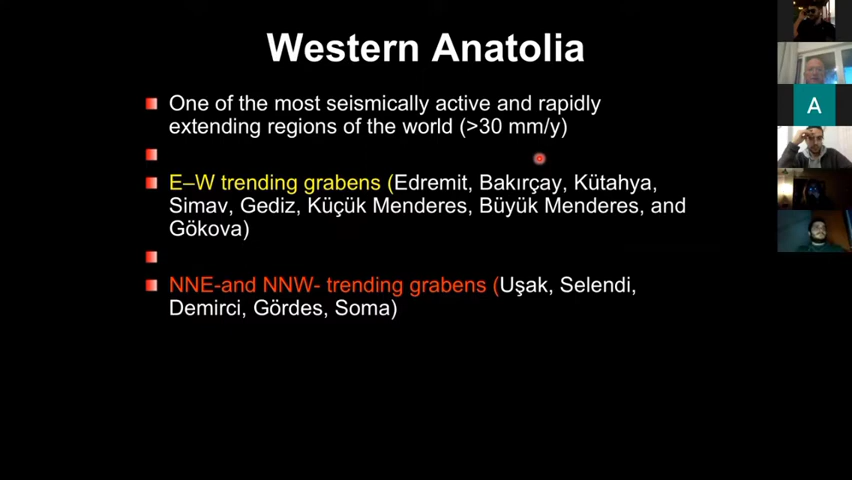 Western Anatolia
One of the most seismically active and rapidly
extending regions of the world (>30 mm/y)
E–W trending grabens (Edremit, Bakırçay, Kütahya,
Simav, Gediz, Küçük Menderes, Büyük Menderes, and
Gökova)
NNE-and NNW- trending grabens (Uşak, Selendi,
Demirci, Gördes, Soma)
A